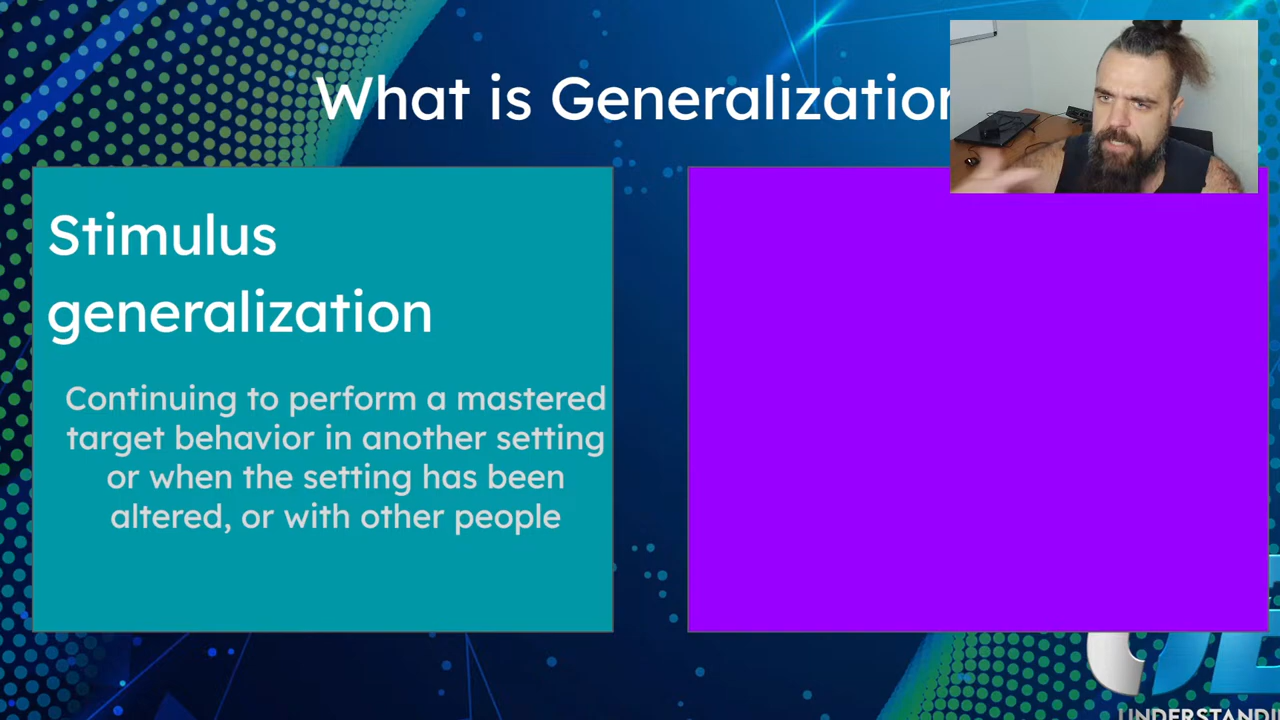 What is Generalization
Stimulus
generalization
Continuing to perform a mastered
target behavior in another setting
or when the setting has been
altered, or with other people